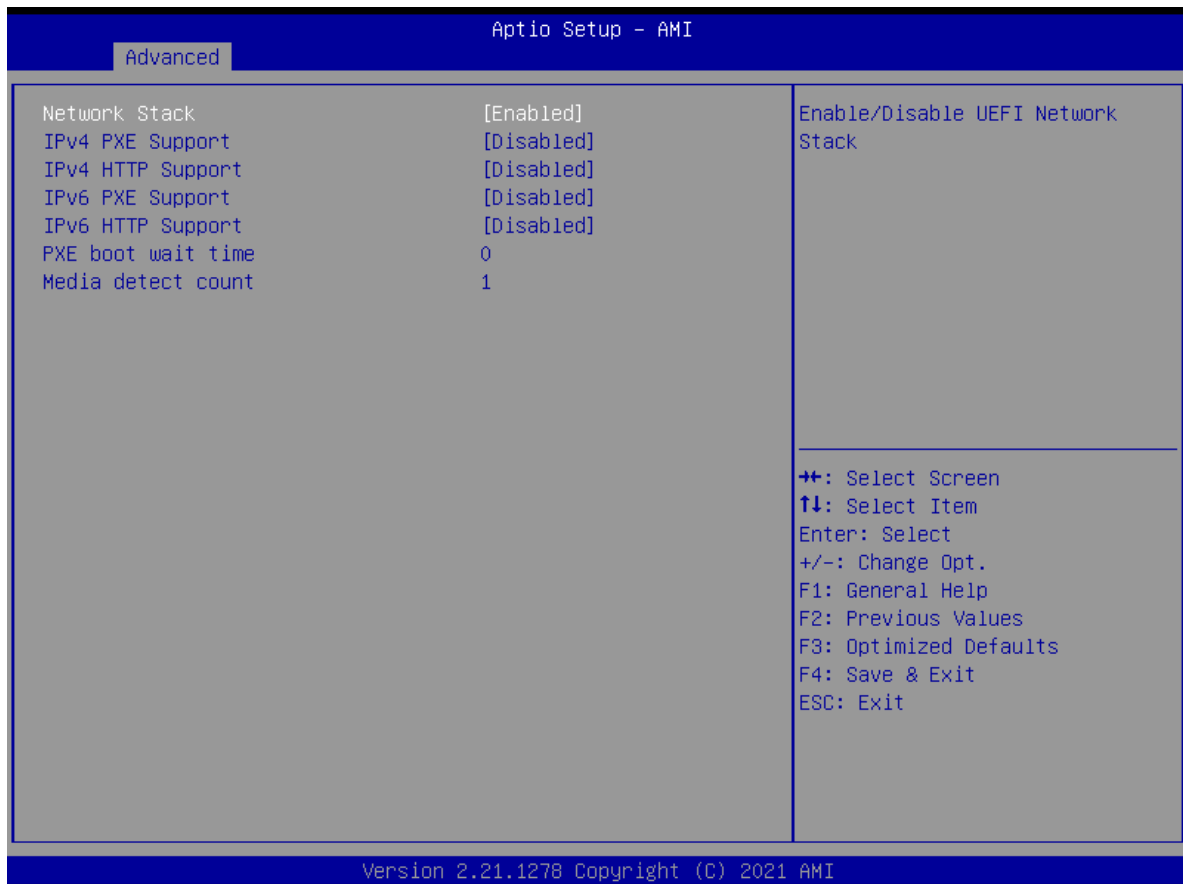 Aptio Setup – AMI
Advanced
Network Stack [Enabled]
IPv4 PXE Support [Disabled]
IPv4 HTTP Support [Disabled]
IPv6 PXE Support [Disabled]
IPv6 HTTP Support [Disabled]
PXE boot wait time 0
Media detect count 1
Enable/Disable UEFI Network
Stack
→←: Select Screen
↑↓: Select Item
Enter: Select
+/-: Change Opt.
F1: General Help
F2: Previous Values
F3: Optimized Defaults
F4: Save & Exit
ESC: Exit
Version 2.21.1278 Copyright (C) 2021 AMI